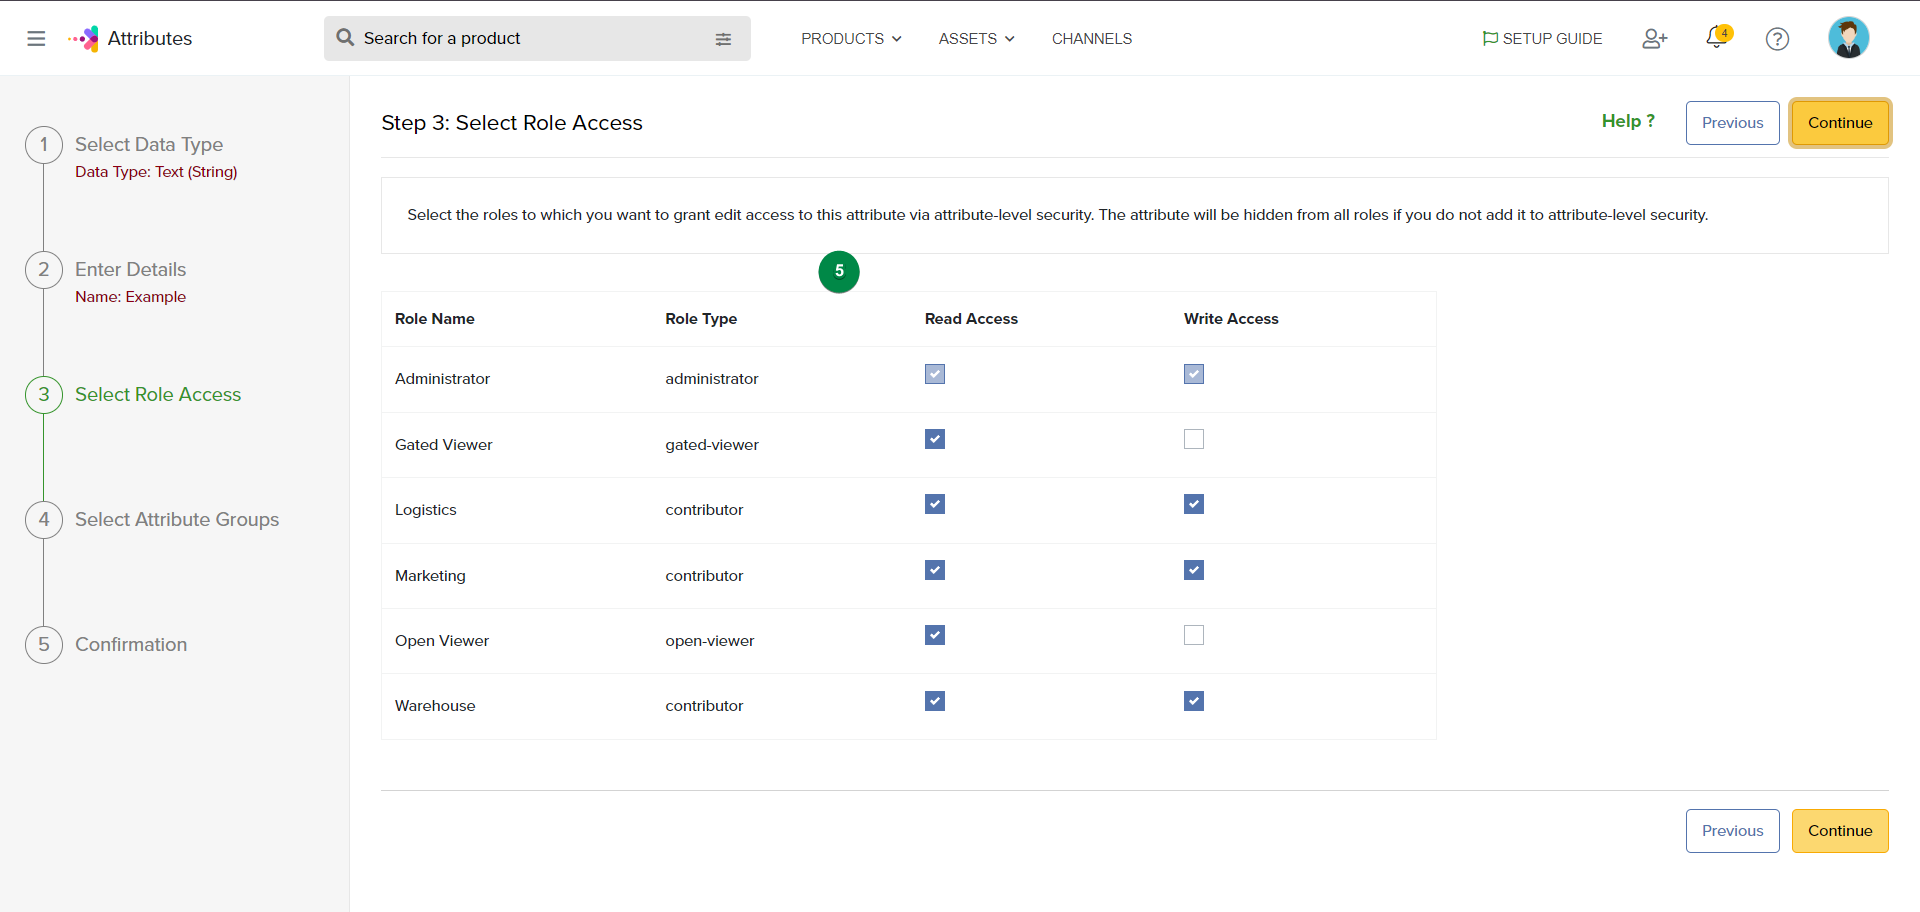 Attributes
Search for a product
PRODUCTS
ASSETS
CHANNELS
SETUP GUIDE
4
?
1
Select Data Type
Data Type: Text (String)
2
Enter Details
Name: Example
3
Select Role Access
4
Select Attribute Groups
5
Confirmation
Step 3: Select Role Access
Help ?
Previous
Continue
Select the roles to which you want to grant edit access to this attribute via attribute-level security. The attribute will be hidden from all roles if you do not add it to attribute-level security.
5
Role Name Role Type Read Access Write Access
Administrator administrator
Gated Viewer gated-viewer
Logistics contributor
Marketing contributor
Open Viewer open-viewer
Warehouse contributor
Previous
Continue